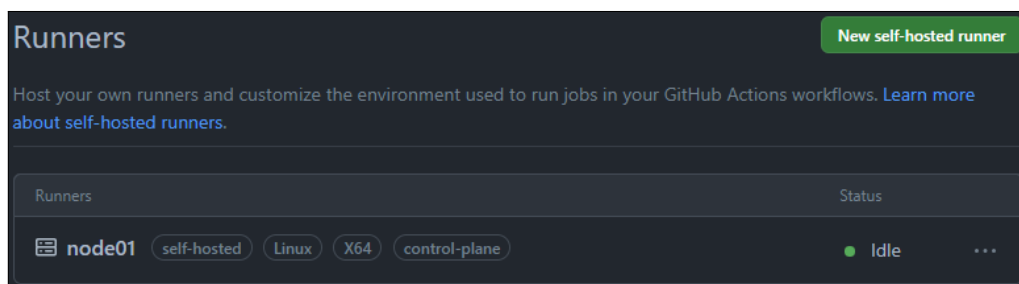 Runners
New self-hosted runner
Host your own runners and customize the environment used to run jobs in your GitHub Actions workflows. Learn more
about self-hosted runners.
Runners Status
node01 self-hosted Linux X64 control-plane Idle ···